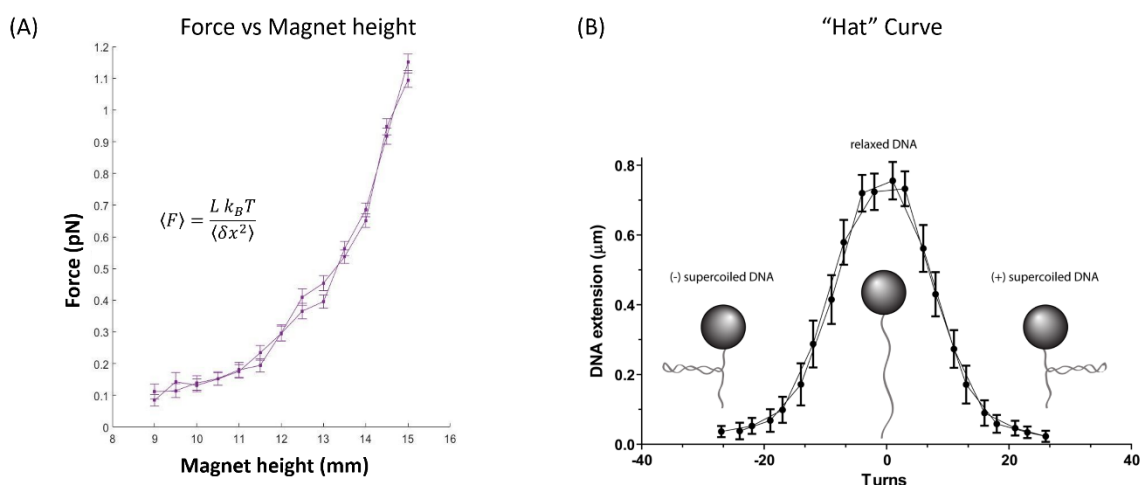 (A)
Force vs Magnet height
1.2
1.1
1
0.9
0.8
0.7
0.6
0.5
0.4
0.3
0.2
0.1
0
Force (pN)
⟨F⟩ = L k_B T / ⟨δx²⟩
8 9 10 11 12 13 14 15 16
Magnet height (mm)
(B)
“Hat” Curve
relaxed DNA
0.8
0.6
0.4
0.2
0.0
DNA extension (μm)
(-) supercoiled DNA
(+) supercoiled DNA
-40 -20 0 20 40
Turns